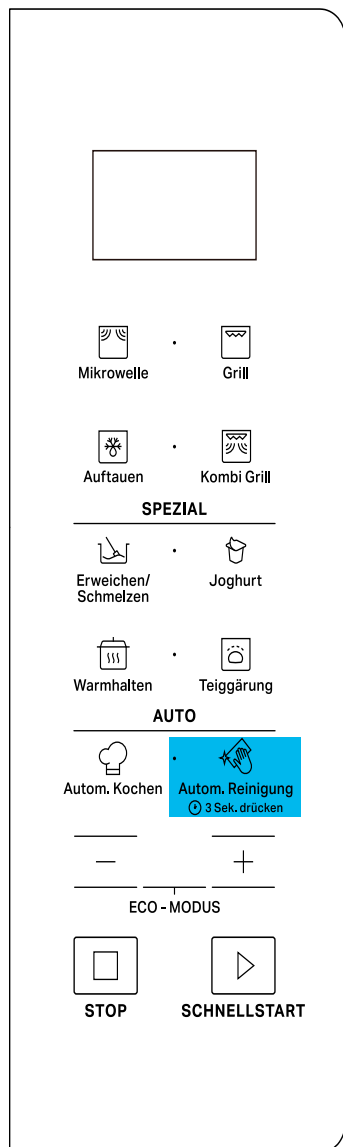 Mikrowelle
Grill
Auftauen
Kombi Grill
SPEZIAL
Erweichen/
Schmelzen
Joghurt
Warmhalten
Teiggärung
AUTO
Autom. Kochen
Autom. Reinigung
3 Sek. drücken
— +
ECO - MODUS
STOP
SCHNELLSTART